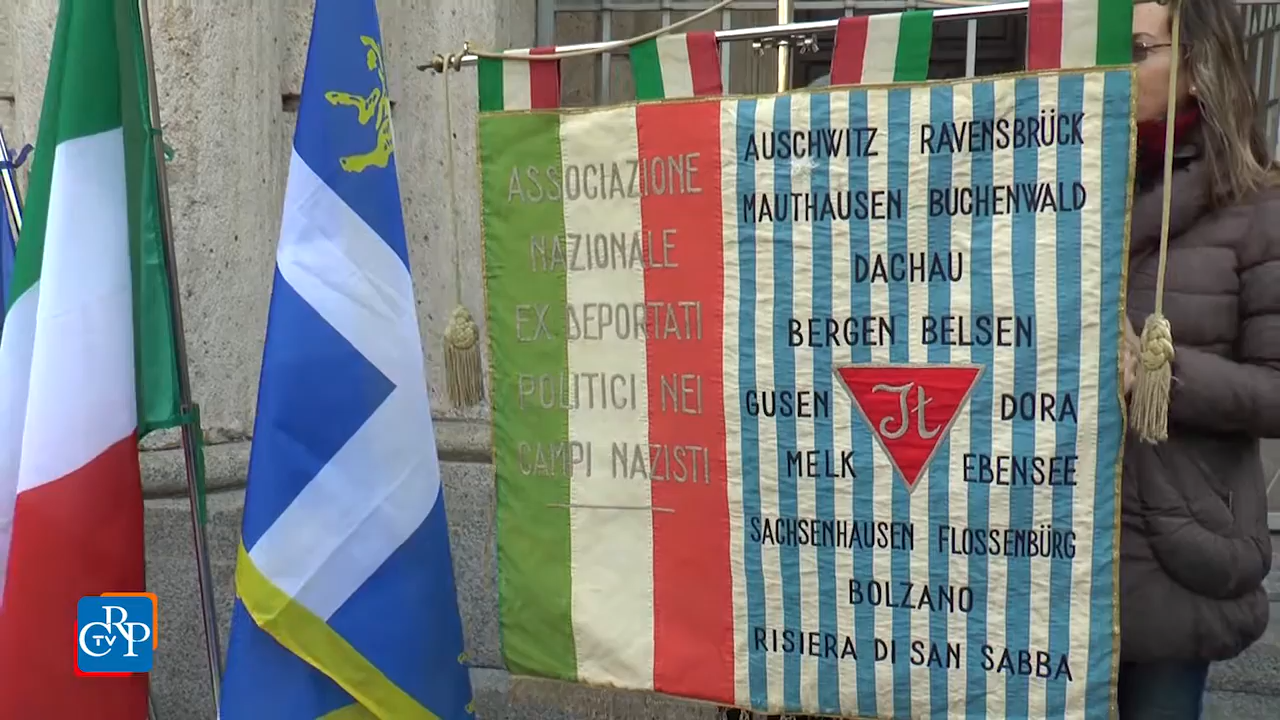 ASSOCIAZIONE
NAZIONALE
EX DEPORTATI
POLITICI NEI
CAMPI NAZISTI
AUSCHWITZ RAVENSBRÜCK
MAUTHAUSEN BUCHENWALD
DACHAU
BERGEN BELSEN
GUSEN It DORA
MELK EBENSEE
SACHSENHAUSEN FLOSSENBÜRG
BOLZANO
RISIERA DI SAN SABBA
CRP TV